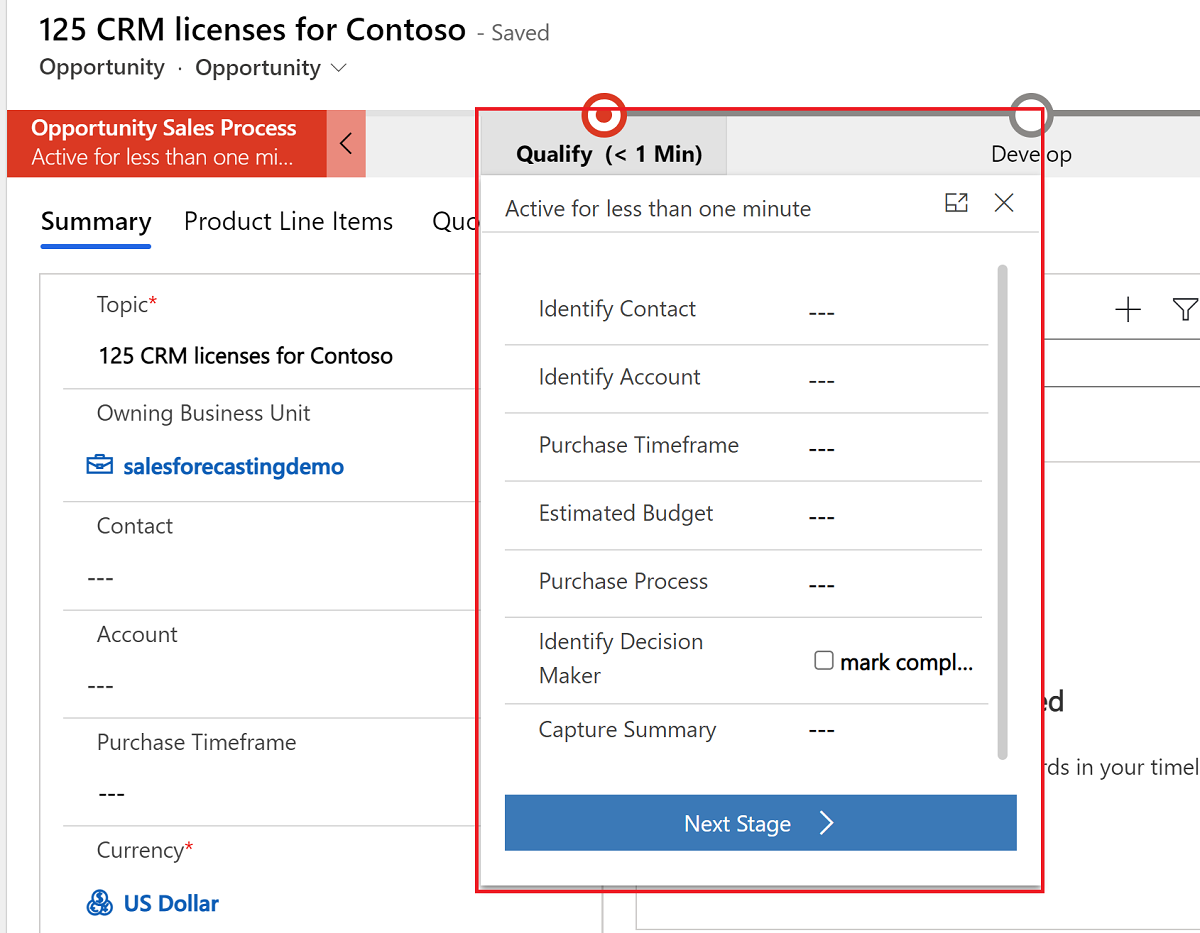 125 CRM licenses for Contoso - Saved
Opportunity · Opportunity
Opportunity Sales Process
Active for less than one mi...
Qualify (< 1 Min)
Develop
Active for less than one minute
Summary
Product Line Items
Quo
Topic*
125 CRM licenses for Contoso
Owning Business Unit
salesforecastingdemo
Contact
---
Account
---
Purchase Timeframe
---
Currency*
US Dollar
Identify Contact
---
Identify Account
---
Purchase Timeframe
---
Estimated Budget
---
Purchase Process
---
Identify Decision
Maker
mark compl...
Capture Summary
---
Next Stage
ed
rds in your timel